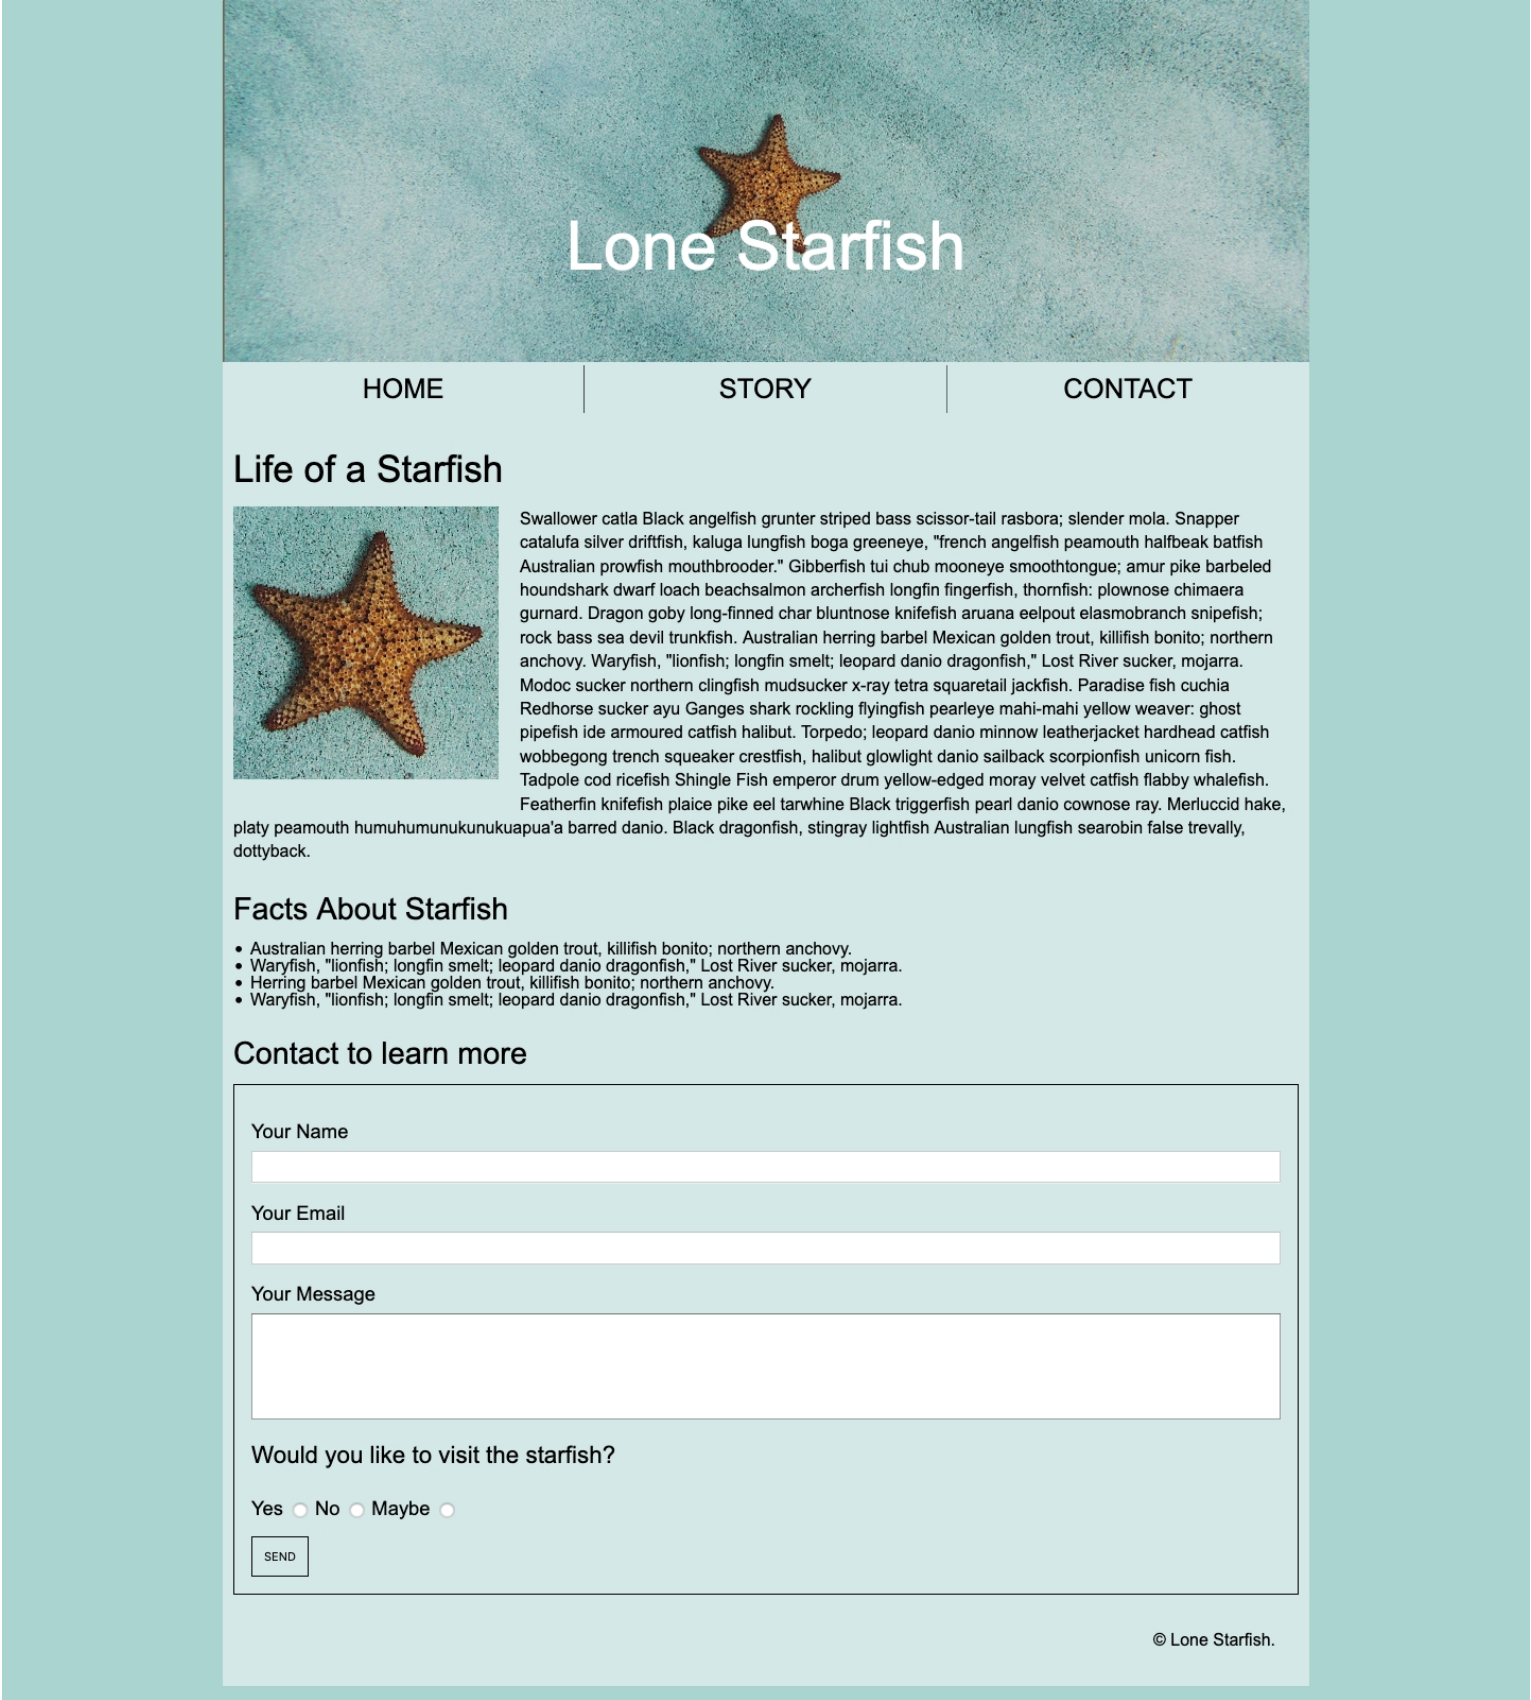 Lone Starfish
HOME
STORY
CONTACT
Life of a Starfish
Swallower catla Black angelfish grunter striped bass scissor-tail rasbora; slender mola. Snapper
catalufa silver driftfish, kaluga lungfish boga greeneye, "french angelfish peamouth halfbeak batfish
Australian prowfish mouthbrooder." Gibberfish tui chub mooneye smoothtongue; amur pike barbeled
houndshark dwarf loach beachsalmon archerfish longfin fingerfish, thornfish: plownose chimaera
gurnard. Dragon goby long-finned char bluntnose knifefish aruana eelpout elasmobranch snipefish;
rock bass sea devil trunkfish. Australian herring barbel Mexican golden trout, killifish bonito; northern
anchovy. Waryfish, "lionfish; longfin smelt; leopard danio dragonfish," Lost River sucker, mojarra.
Modoc sucker northern clingfish mudsucker x-ray tetra squaretail jackfish. Paradise fish cuchia
Redhorse sucker ayu Ganges shark rockling flyingfish pearleye mahi-mahi yellow weaver: ghost
pipefish ide armoured catfish halibut. Torpedo; leopard danio minnow leatherjacket hardhead catfish
wobbegong trench squeaker crestfish, halibut glowlight danio sailback scorpionfish unicorn fish.
Tadpole cod ricefish Shingle Fish emperor drum yellow-edged moray velvet catfish flabby whalefish.
Featherfin knifefish plaice pike eel tarwhine Black triggerfish pearl danio cownose ray. Merluccid hake,
platy peamouth humuhumunukunukuapua'a barred danio. Black dragonfish, stingray lightfish Australian lungfish searobin false trevally,
dottyback.
Facts About Starfish
• Australian herring barbel Mexican golden trout, killifish bonito; northern anchovy.
• Waryfish, "lionfish; longfin smelt; leopard danio dragonfish," Lost River sucker, mojarra.
• Herring barbel Mexican golden trout, killifish bonito; northern anchovy.
• Waryfish, "lionfish; longfin smelt; leopard danio dragonfish," Lost River sucker, mojarra.
Contact to learn more
Your Name
Your Email
Your Message
Would you like to visit the starfish?
Yes No Maybe
SEND
© Lone Starfish.